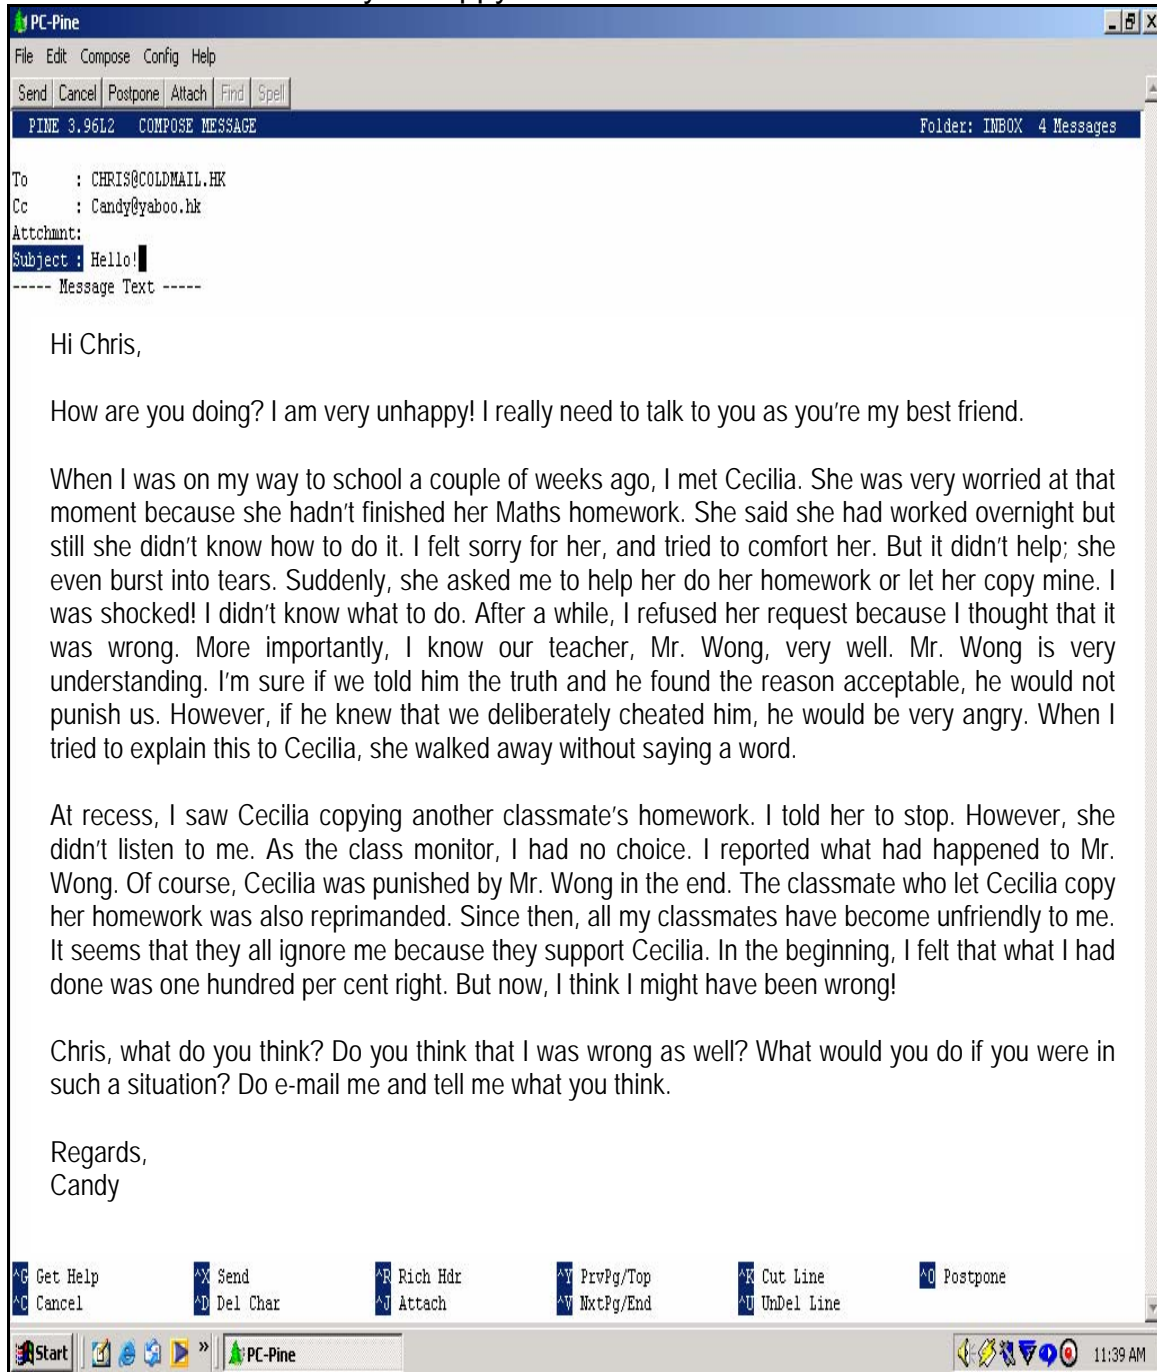 PC-Pine
File Edit Compose Config Help
Send Cancel Postpone Attach Find Spell
PINE 3.96L2 COMPOSE MESSAGE Folder: INBOX 4 Messages
To : CHRIS@COLDMAIL.HK
Cc : Candy@yaboo.hk
Attchmnt:
Subject : Hello!
----- Message Text -----
Hi Chris,
How are you doing? I am very unhappy! I really need to talk to you as you're my best friend.
When I was on my way to school a couple of weeks ago, I met Cecilia. She was very worried at that
moment because she hadn't finished her Maths homework. She said she had worked overnight but
still she didn't know how to do it. I felt sorry for her, and tried to comfort her. But it didn't help; she
even burst into tears. Suddenly, she asked me to help her do her homework or let her copy mine. I
was shocked! I didn't know what to do. After a while, I refused her request because I thought that it
was wrong. More importantly, I know our teacher, Mr. Wong, very well. Mr. Wong is very
understanding. I'm sure if we told him the truth and he found the reason acceptable, he would not
punish us. However, if he knew that we deliberately cheated him, he would be very angry. When I
tried to explain this to Cecilia, she walked away without saying a word.
At recess, I saw Cecilia copying another classmate's homework. I told her to stop. However, she
didn't listen to me. As the class monitor, I had no choice. I reported what had happened to Mr.
Wong. Of course, Cecilia was punished by Mr. Wong in the end. The classmate who let Cecilia copy
her homework was also reprimanded. Since then, all my classmates have become unfriendly to me.
It seems that they all ignore me because they support Cecilia. In the beginning, I felt that what I had
done was one hundred per cent right. But now, I think I might have been wrong!
Chris, what do you think? Do you think that I was wrong as well? What would you do if you were in
such a situation? Do e-mail me and tell me what you think.
Regards,
Candy
^G Get Help ^X Send ^R Rich Hdr ^Y PrvPg/Top ^K Cut Line ^O Postpone
^C Cancel ^D Del Char ^J Attach ^V NxtPg/End ^U UnDel Line
Start » PC-Pine 11:39 AM